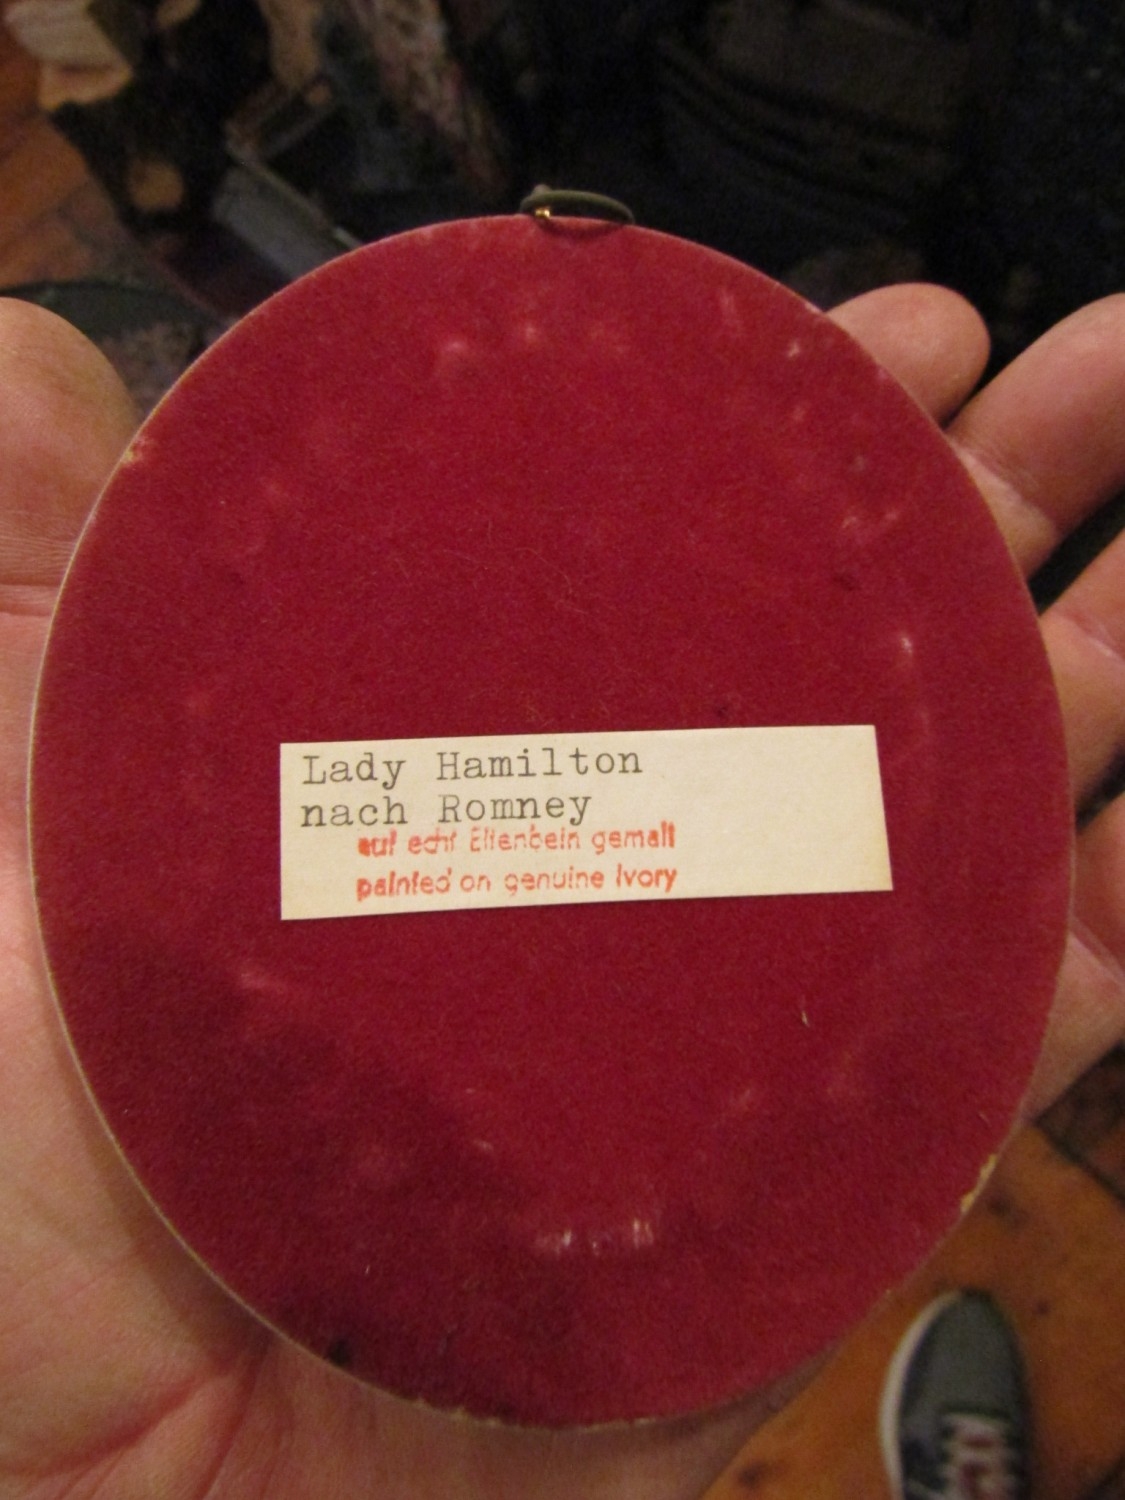 Lady Hamilton
nach Romney
auf echt Elfenbein gemalt
painted on genuine Ivory